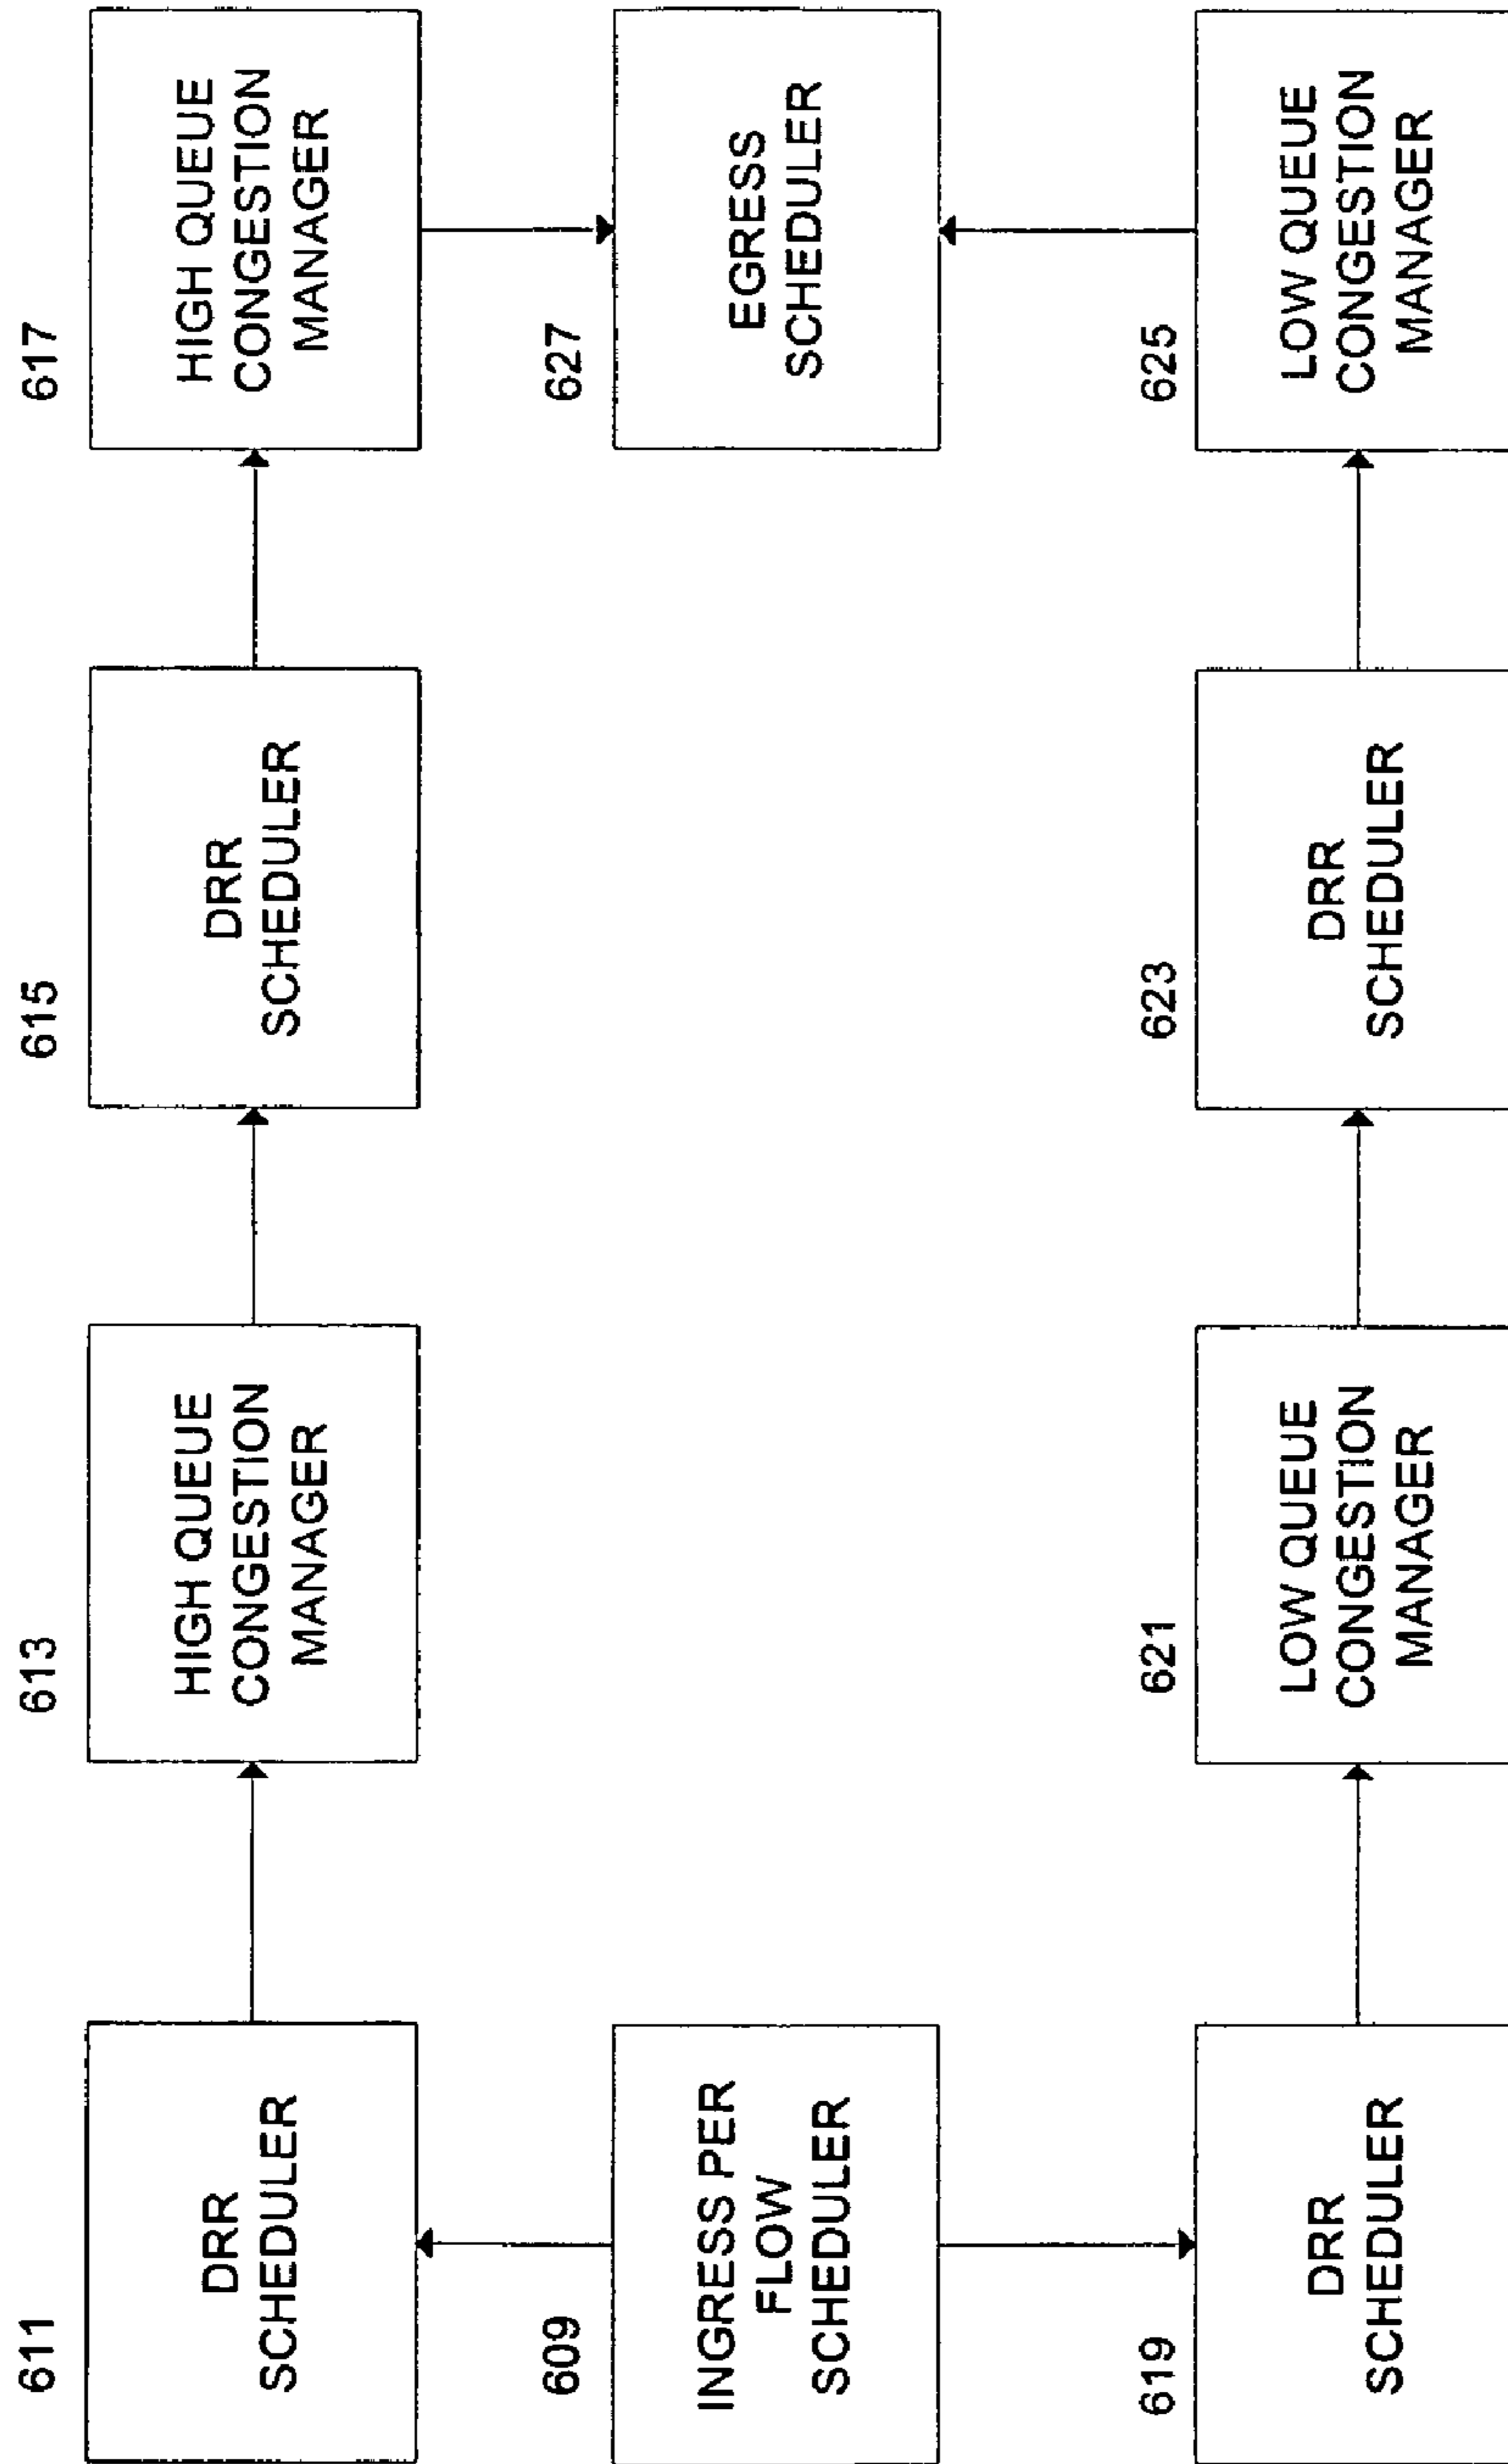 611
DRR
SCHEDULER
613
HIGH QUEUE
CONGESTION
MANAGER
615
DRR
SCHEDULER
617
HIGH QUEUE
CONGESTION
MANAGER
609
INGRESS PER
FLOW
SCHEDULER
627
EGRESS
SCHEDULER
619
DRR
SCHEDULER
621
LOW QUEUE
CONGESTION
MANAGER
623
DRR
SCHEDULER
625
LOW QUEUE
CONGESTION
MANAGER